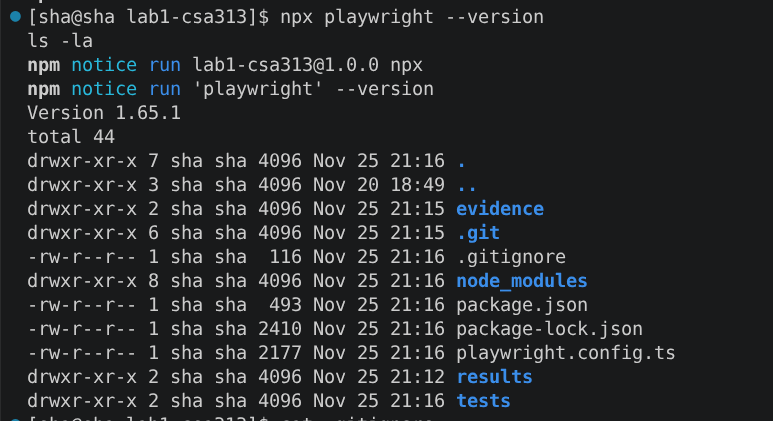 [sha@sha lab1-csa313]$ npx playwright --version
ls -la
npm notice run lab1-csa313@1.0.0 npx
npm notice run 'playwright' --version
Version 1.65.1
total 44
drwxr-xr-x 7 sha sha 4096 Nov 25 21:16 .
drwxr-xr-x 3 sha sha 4096 Nov 20 18:49 ..
drwxr-xr-x 2 sha sha 4096 Nov 25 21:15 evidence
drwxr-xr-x 6 sha sha 4096 Nov 25 21:15 .git
-rw-r--r-- 1 sha sha  116 Nov 25 21:16 .gitignore
drwxr-xr-x 8 sha sha 4096 Nov 25 21:16 node_modules
-rw-r--r-- 1 sha sha  493 Nov 25 21:16 package.json
-rw-r--r-- 1 sha sha 2410 Nov 25 21:16 package-lock.json
-rw-r--r-- 1 sha sha 2177 Nov 25 21:16 playwright.config.ts
drwxr-xr-x 2 sha sha 4096 Nov 25 21:12 results
drwxr-xr-x 2 sha sha 4096 Nov 25 21:16 tests